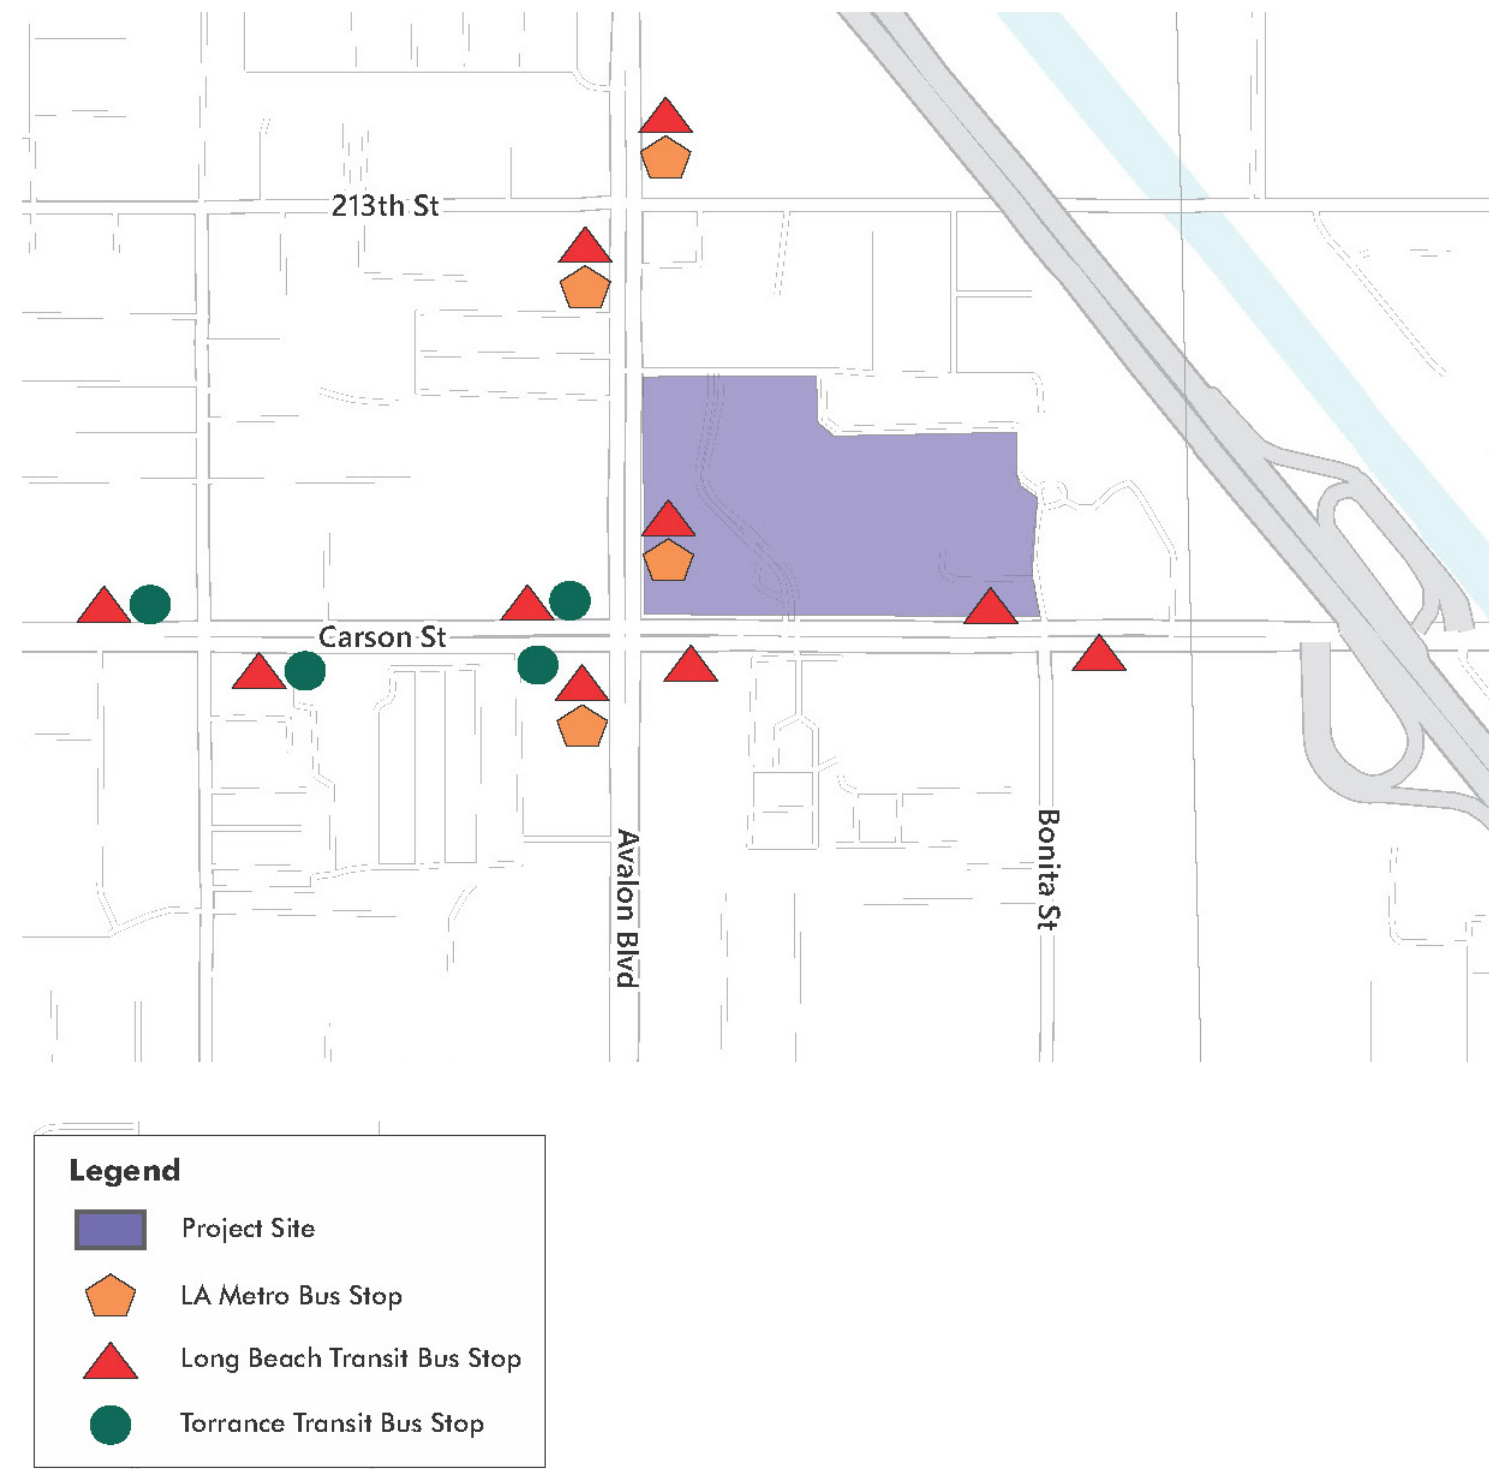 213th St
Carson St
Avalon Blvd
Bonita St
Legend
Project Site
LA Metro Bus Stop
Long Beach Transit Bus Stop
Torrance Transit Bus Stop